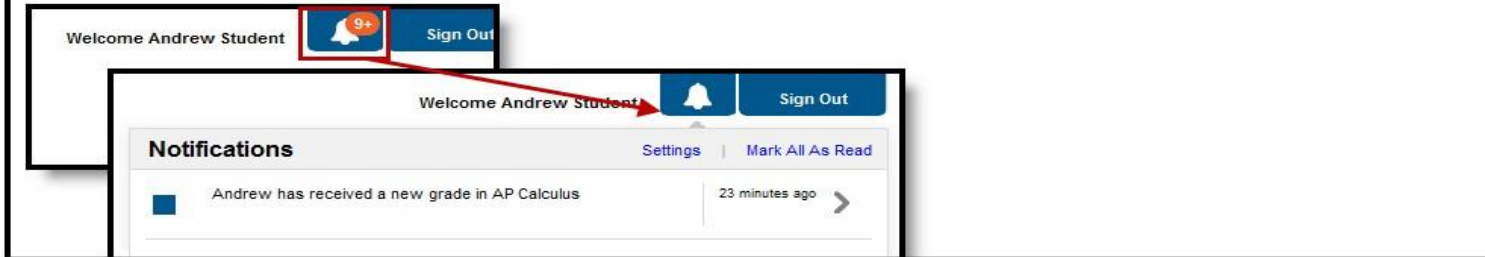 Welcome Andrew Student 9+ Sign Out
Welcome Andrew Student Sign Out
Notifications Settings | Mark All As Read
Andrew has received a new grade in AP Calculus 23 minutes ago